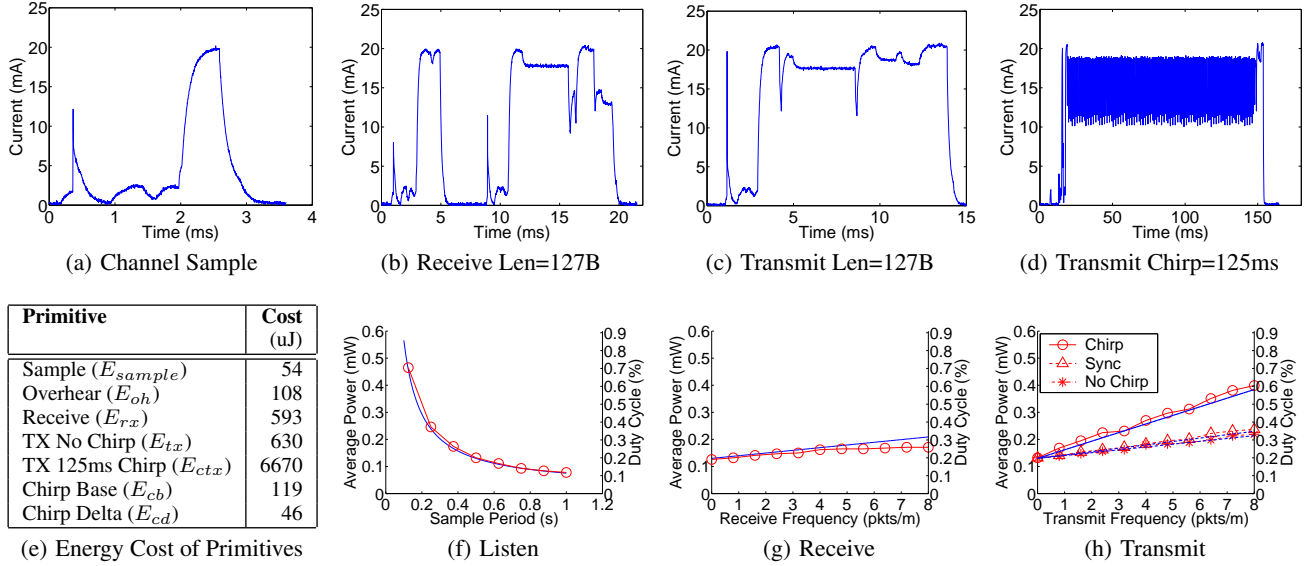 25
20
15
10
5
0
0 1 2 3 4
Current (mA)
Time (ms)
(a) Channel Sample
25
20
15
10
5
0
0 5 10 15 20
Current (mA)
Time (ms)
(b) Receive Len=127B
25
20
15
10
5
0
0 5 10 15
Current (mA)
Time (ms)
(c) Transmit Len=127B
25
20
15
10
5
0
0 50 100 150
Current (mA)
Time (ms)
(d) Transmit Chirp=125ms
Primitive Cost
(uJ)
Sample (E_sample) 54
Overhear (E_oh) 108
Receive (E_rx) 593
TX No Chirp (E_tx) 630
TX 125ms Chirp (E_ctx) 6670
Chirp Base (E_cb) 119
Chirp Delta (E_cd) 46
(e) Energy Cost of Primitives
0.6
0.5
0.4
0.3
0.2
0.1
0
0 0.2 0.4 0.6 0.8 1 1.2
Average Power (mW)
Sample Period (s)
0.9
0.8
0.7
0.6
0.5
0.4
0.3
0.2
0.1
0
Duty Cycle (%)
(f) Listen
0.6
0.5
0.4
0.3
0.2
0.1
0
0 1 2 3 4 5 6 7 8
Average Power (mW)
Receive Frequency (pkts/m)
0.9
0.8
0.7
0.6
0.5
0.4
0.3
0.2
0.1
0
Duty Cycle (%)
(g) Receive
0.6
0.5
0.4
0.3
0.2
0.1
0
0 1 2 3 4 5 6 7 8
Average Power (mW)
Transmit Frequency (pkts/m)
0.9
0.8
0.7
0.6
0.5
0.4
0.3
0.2
0.1
0
Duty Cycle (%)
Chirp
Sync
No Chirp
(h) Transmit